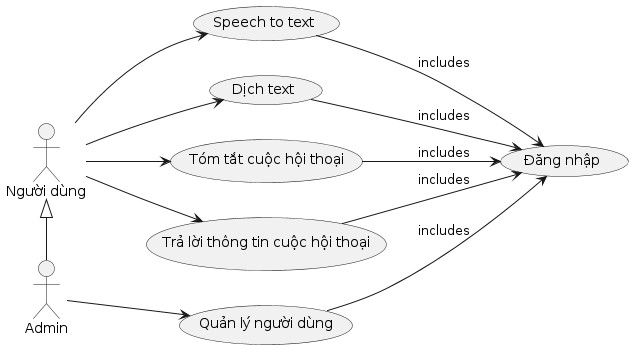 Speech to text
includes
Dịch text
includes
Tóm tắt cuộc hội thoại
includes
Đăng nhập
Người dùng
includes
Trả lời thông tin cuộc hội thoại
includes
Admin
Quản lý người dùng